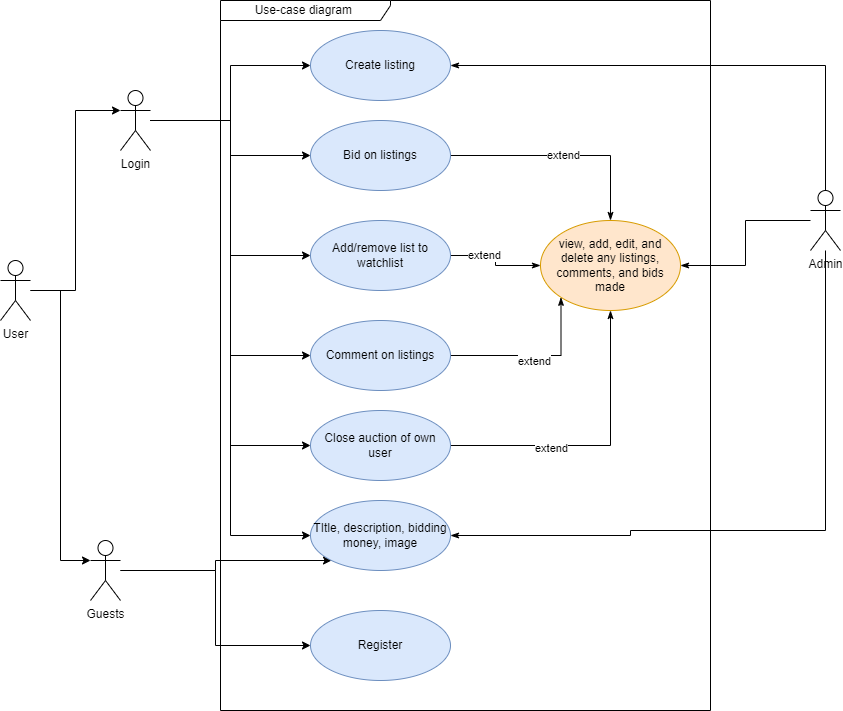 Use-case diagram
Create listing
Login
Bid on listings
extend
Add/remove list to
watchlist
extend
view, add, edit, and
delete any listings,
comments, and bids
made
Admin
User
Comment on listings
extend
Close auction of own
user
extend
TItle, description, bidding
money, image
Guests
Register